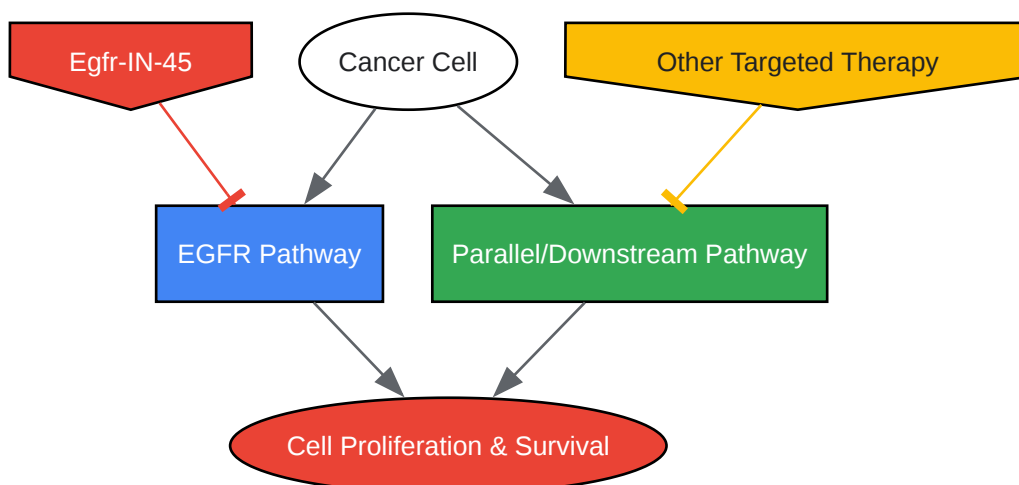 Egfr-IN-45
Cancer Cell
Other Targeted Therapy
EGFR Pathway
Parallel/Downstream Pathway
Cell Proliferation & Survival